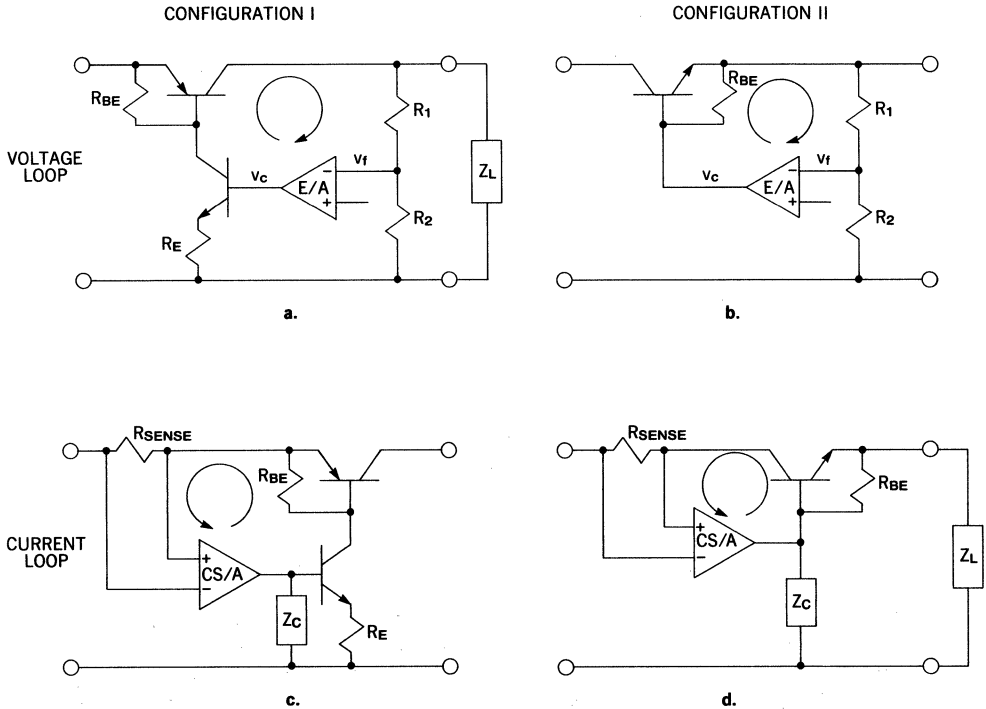 CONFIGURATION I
CONFIGURATION II
VOLTAGE
LOOP
RBE
R1
Vf
VC
E/A
-
+
R2
RE
ZL
a.
RBE
R1
Vf
VC
E/A
-
+
R2
b.
CURRENT
LOOP
RSENSE
RBE
+
CS/A
-
ZC
RE
c.
RSENSE
RBE
+
CS/A
-
ZC
ZL
d.